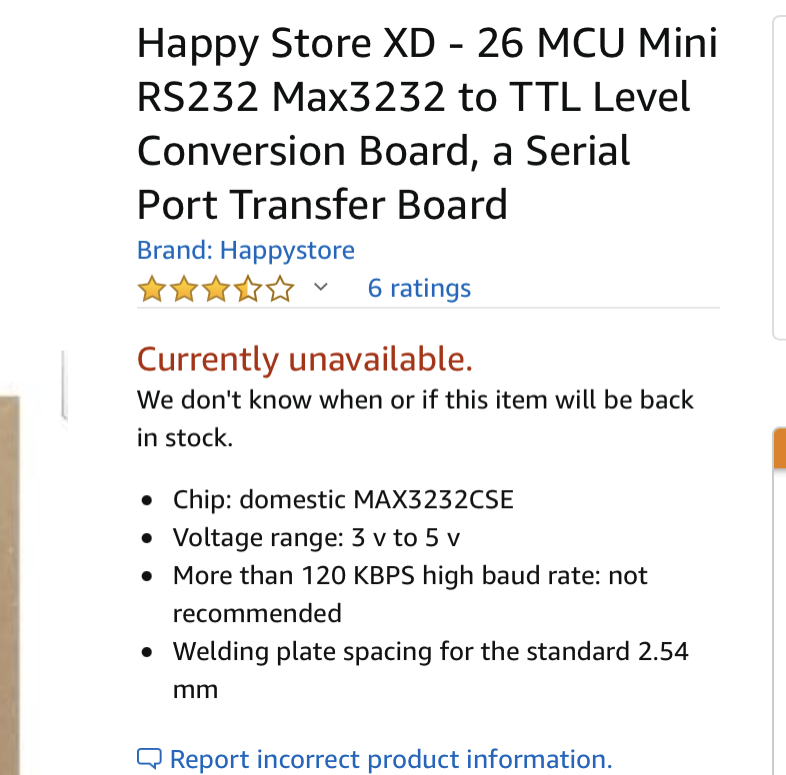 Happy Store XD - 26 MCU Mini
RS232 Max3232 to TTL Level
Conversion Board, a Serial
Port Transfer Board
Brand: Happystore
6 ratings
Currently unavailable.
We don't know when or if this item will be back
in stock.
• Chip: domestic MAX3232CSE
• Voltage range: 3 v to 5 v
• More than 120 KBPS high baud rate: not
recommended
• Welding plate spacing for the standard 2.54
mm
Report incorrect product information.